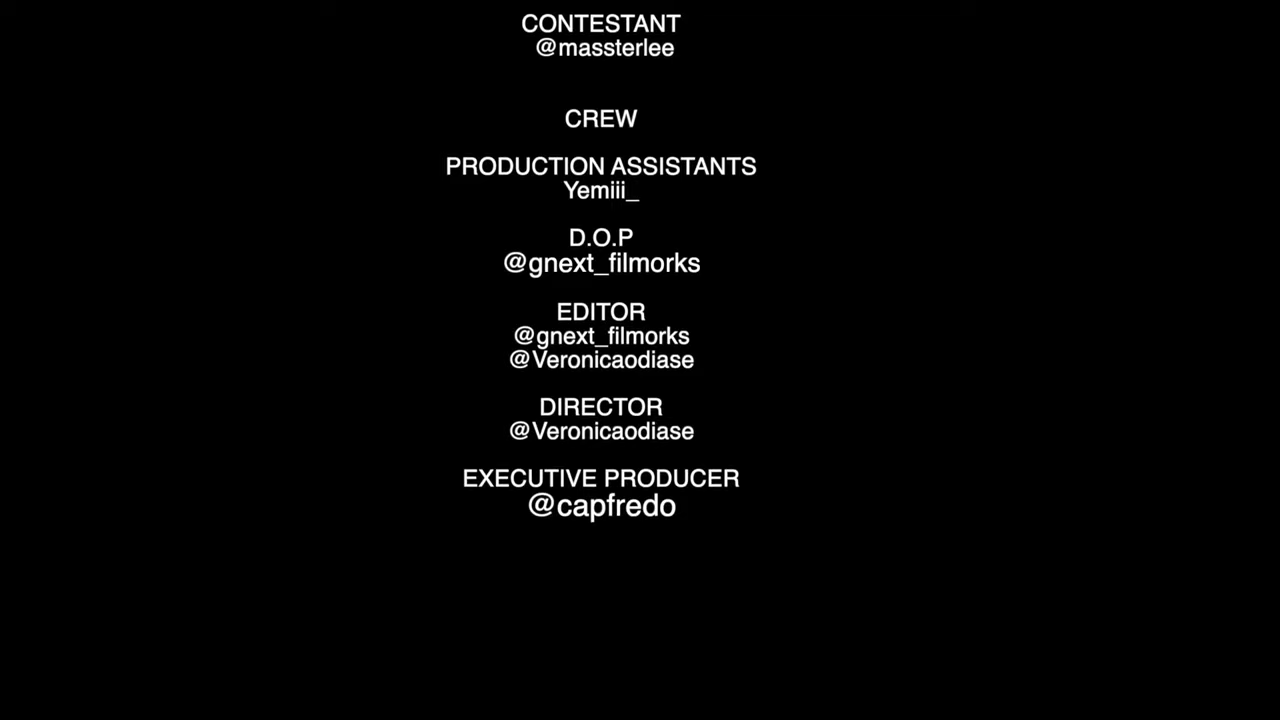 CONTESTANT
@massterlee
CREW
PRODUCTION ASSISTANTS
Yemiii_
D.O.P
@gnext_filmorks
EDITOR
@gnext_filmorks
@Veronicaodiase
DIRECTOR
@Veronicaodiase
EXECUTIVE PRODUCER
@capfredo